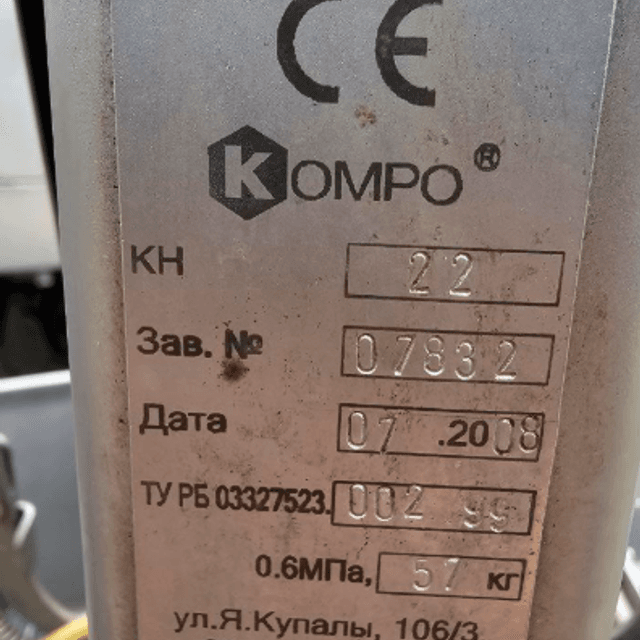 CE
КОМРО ®
КН 22
Зав. № 07832
Дата 07 .2008
ТУ РБ 03327523. 002 99
0.6МПа, 57 кг
ул.Я.Купалы, 106/3